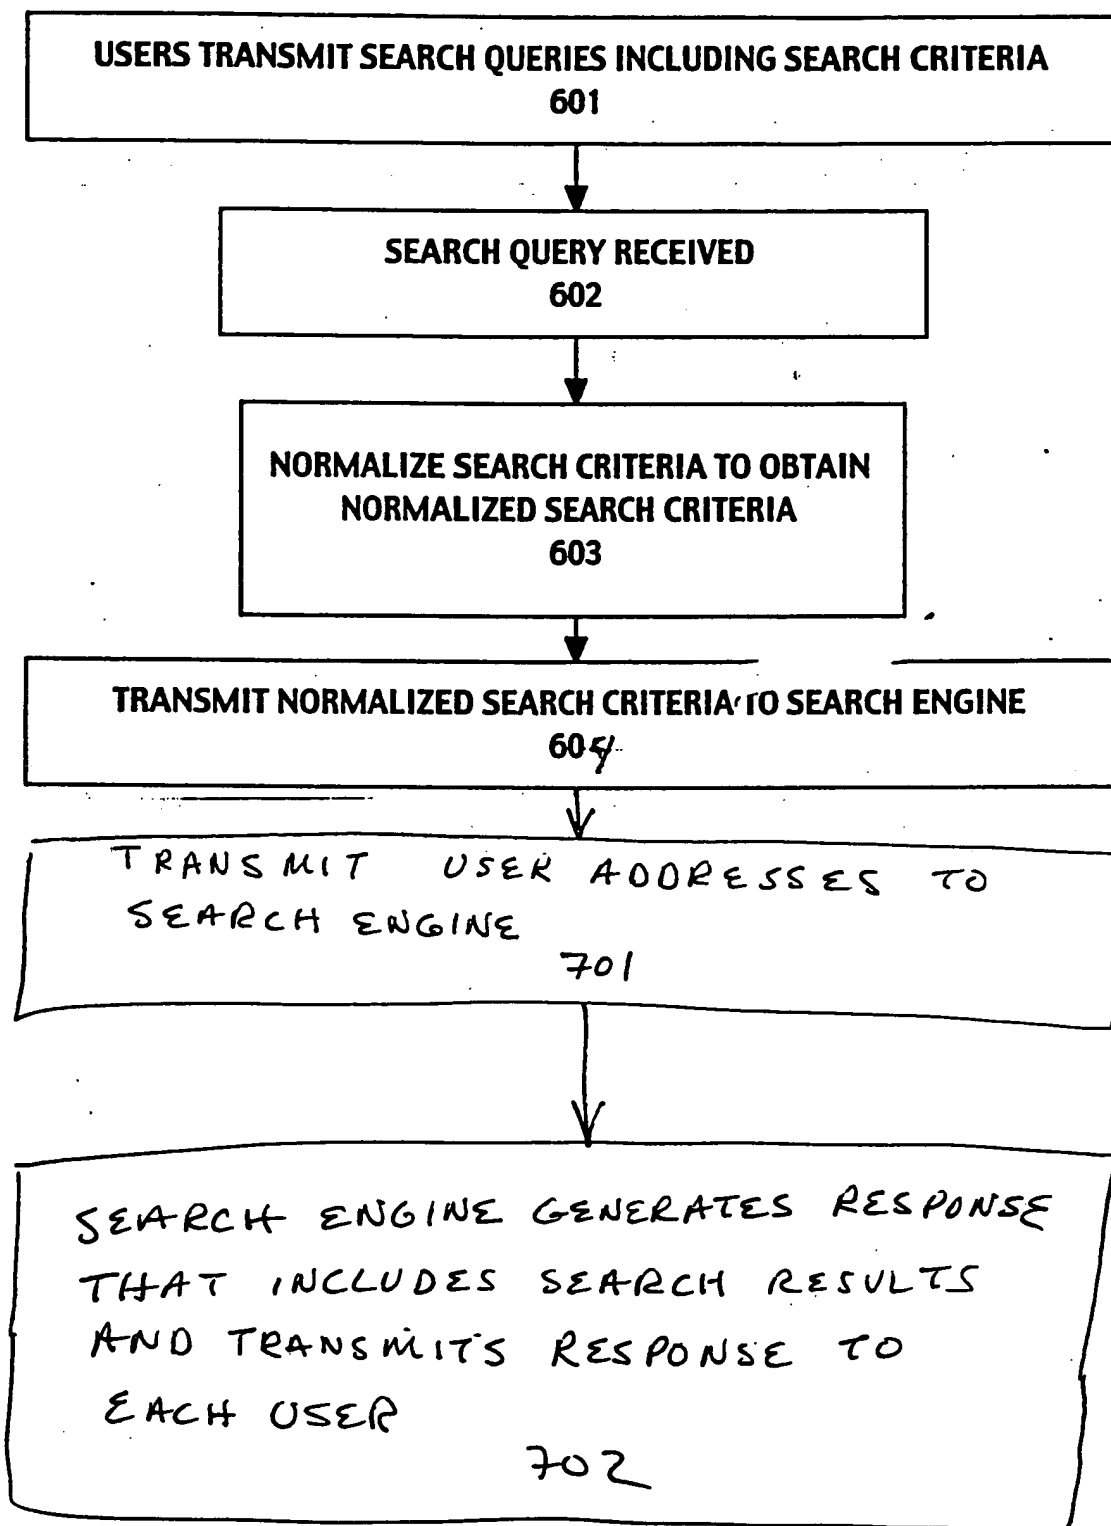 USERS TRANSMIT SEARCH QUERIES INCLUDING SEARCH CRITERIA
601
SEARCH QUERY RECEIVED
602
NORMALIZE SEARCH CRITERIA TO OBTAIN
NORMALIZED SEARCH CRITERIA
603
TRANSMIT NORMALIZED SEARCH CRITERIA TO SEARCH ENGINE
604
TRANSMIT USER ADDRESSES TO
SEARCH ENGINE
701
SEARCH ENGINE GENERATES RESPONSE
THAT INCLUDES SEARCH RESULTS
AND TRANSMITS RESPONSE TO
EACH USER
702